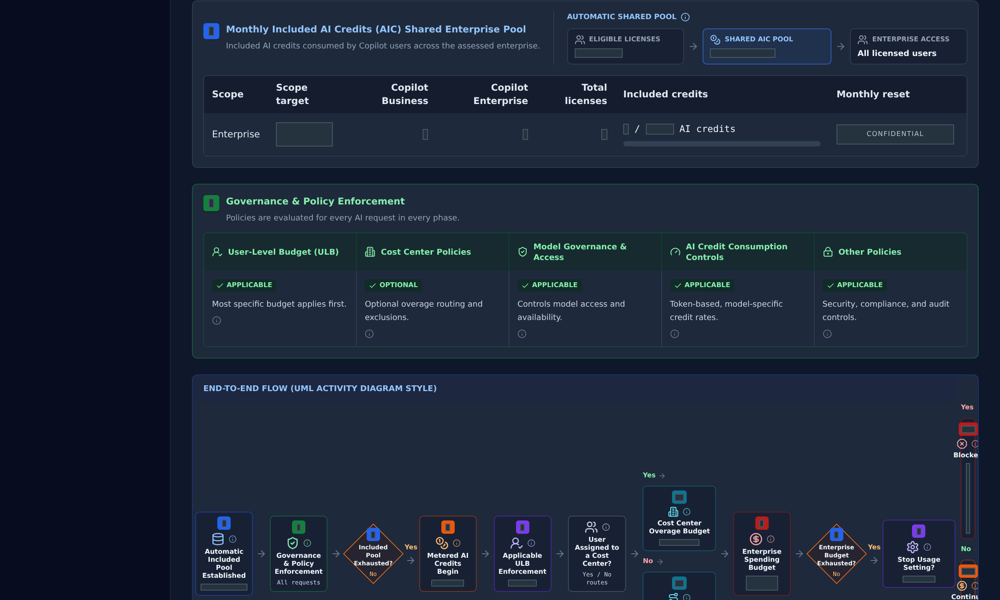 Monthly Included AI Credits (AIC) Shared Enterprise Pool
Included AI credits consumed by Copilot users across the assessed enterprise.
AUTOMATIC SHARED POOL
ELIGIBLE LICENSES
SHARED AIC POOL
ENTERPRISE ACCESS
All licensed users
Scope
Scope
target
Copilot
Business
Copilot
Enterprise
Total
licenses
Included credits
Monthly reset
Enterprise
/ AI credits
CONFIDENTIAL
Governance & Policy Enforcement
Policies are evaluated for every AI request in every phase.
User-Level Budget (ULB)
Cost Center Policies
Model Governance &
Access
AI Credit Consumption
Controls
Other Policies
APPLICABLE
OPTIONAL
APPLICABLE
APPLICABLE
APPLICABLE
Most specific budget applies first.
Optional overage routing and
exclusions.
Controls model access and
availability.
Token-based, model-specific
credit rates.
Security, compliance, and audit
controls.
END-TO-END FLOW (UML ACTIVITY DIAGRAM STYLE)
Automatic
Included
Pool
Established
Governance
& Policy
Enforcement
All requests
Included
Pool
Exhausted?
No
Yes
Metered AI
Credits
Begin
Applicable
ULB
Enforcement
User
Assigned to
a Cost
Center?
Yes / No
routes
Yes
Cost Center
Overage Budget
No
Enterprise
Spending
Budget
Enterprise
Budget
Exhausted?
No
Yes
Stop Usage
Setting?
Yes
Blocke
No
Continu